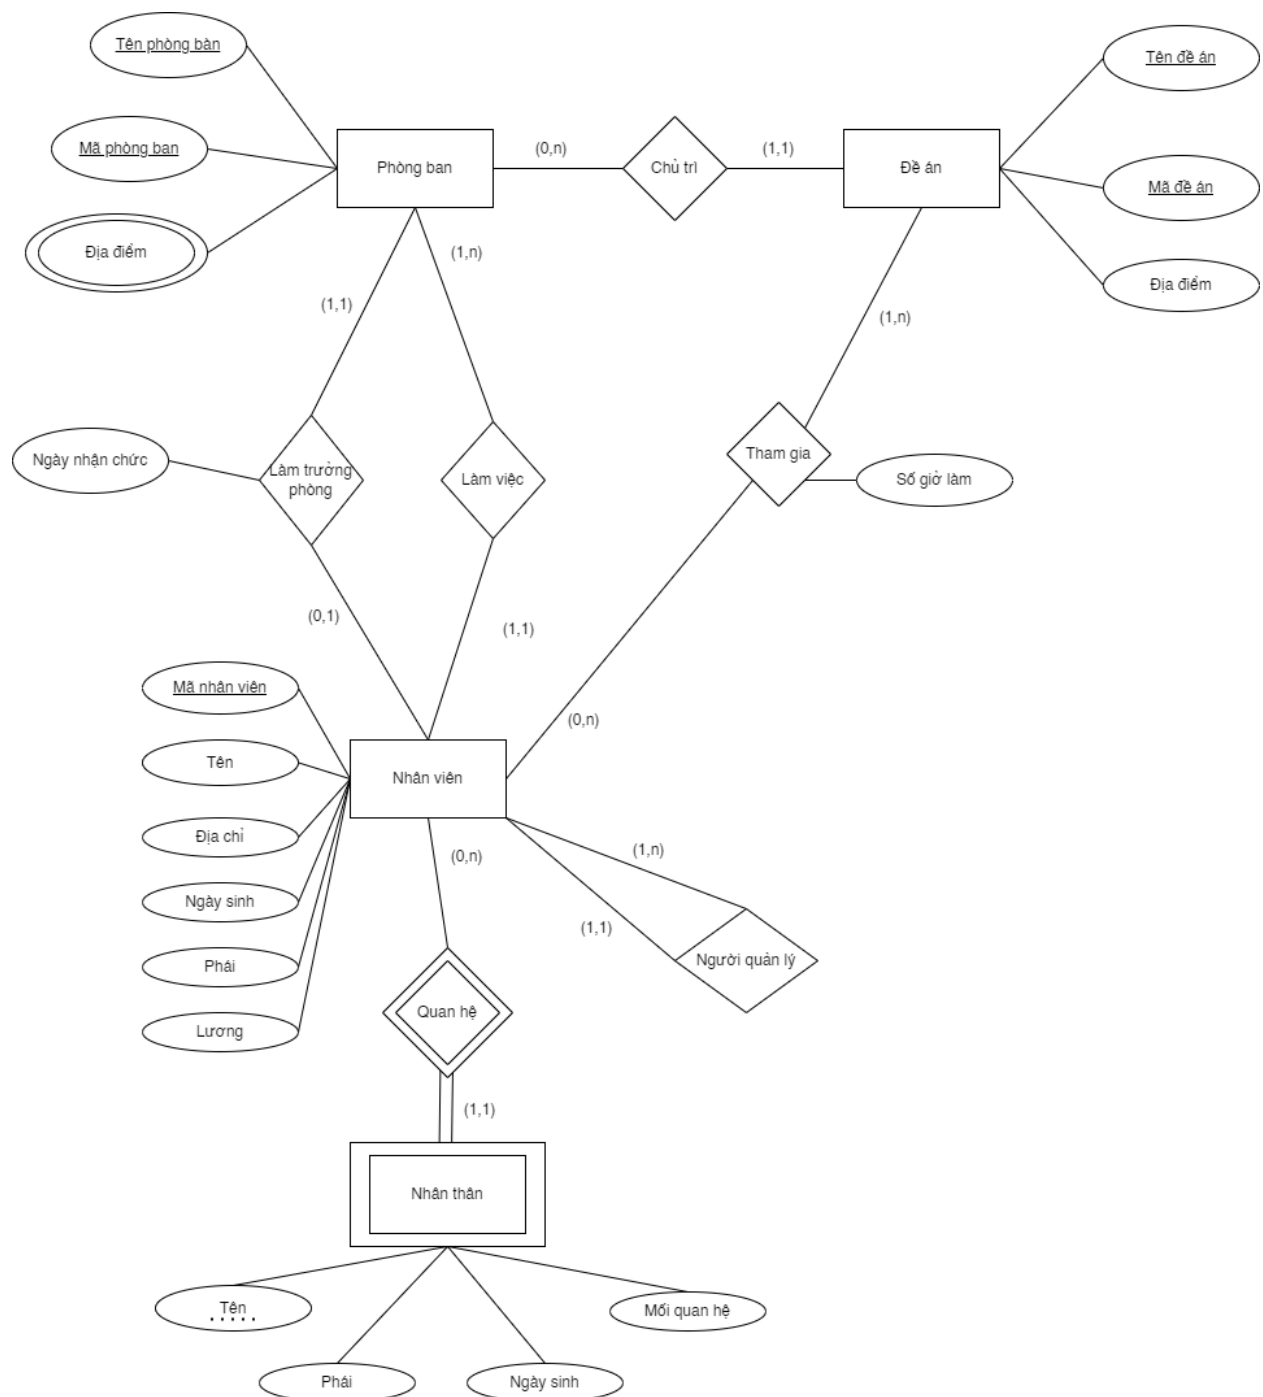 Tên phòng bàn
Tên đề án
Mã phòng ban
Phòng ban
(0,n)
Chủ trì
(1,1)
Đề án
Mã đề án
Địa điểm
(1,n)
Địa điểm
(1,1)
(1,n)
Ngày nhận chức
Làm trưởng
phòng
Làm việc
Tham gia
Số giờ làm
(0,1)
(1,1)
Mã nhân viên
(0,n)
Tên
Nhân viên
Địa chỉ
(0,n)
(1,n)
Ngày sinh
(1,1)
Phái
Người quản lý
Lương
Quan hệ
(1,1)
Nhân thân
Tên
Mối quan hệ
Phái
Ngày sinh